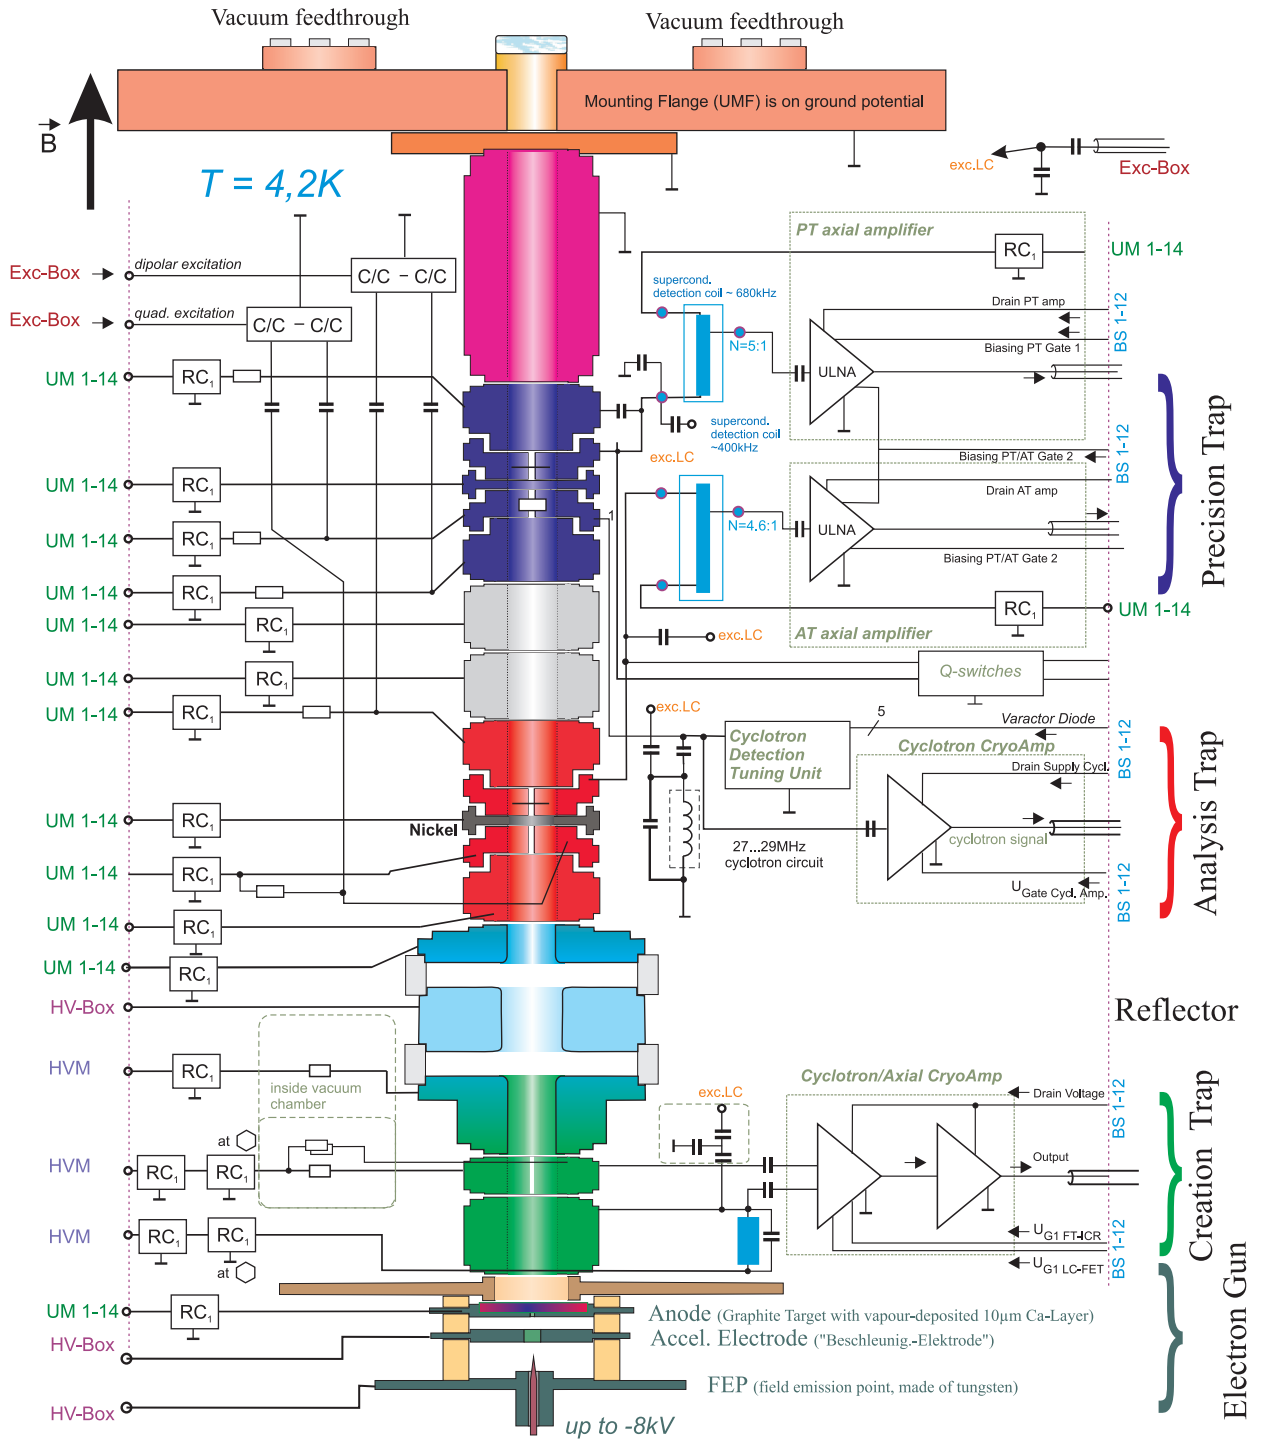 Vacuum feedthrough
Vacuum feedthrough
Mounting Flange (UMF) is on ground potential
B
T = 4,2K
exc.LC
Exc-Box
PT axial amplifier
RC1
UM 1-14
Exc-Box
dipolar excitation
C/C – C/C
supercond.
detection coil ~ 680kHz
Drain PT amp
BS 1-12
Exc-Box
quad. excitation
C/C – C/C
N=5:1
Biasing PT Gate 1
UM 1-14
RC1
ULNA
supercond.
detection coil
~400kHz
exc.LC
Biasing PT/AT Gate 2
BS 1-12
Precision Trap
UM 1-14
RC1
Drain AT amp
1
N=4.6:1
ULNA
UM 1-14
RC1
Biasing PT/AT Gate 2
UM 1-14
RC1
RC1
UM 1-14
UM 1-14
RC1
exc.LC
AT axial amplifier
UM 1-14
RC1
Q-switches
UM 1-14
RC1
exc.LC
5
Varactor Diode
Cyclotron
Detection
Tuning Unit
Cyclotron CryoAmp
BS 1-12
Drain Supply Cycl.
UM 1-14
RC1
Nickel
27...29MHz
cyclotron circuit
cyclotron signal
Analysis Trap
UM 1-14
RC1
UGate Cycl. Amp.
BS 1-12
UM 1-14
RC1
UM 1-14
RC1
HV-Box
Reflector
HVM
RC1
inside vacuum
chamber
Cyclotron/Axial CryoAmp
exc.LC
Drain Voltage
BS 1-12
at
HVM
RC1
RC1
Output
Creation Trap
HVM
RC1
RC1
UG1 FT-ICR
at
UG1 LC-FET
BS 1-12
UM 1-14
RC1
Anode (Graphite Target with vapour-deposited 10µm Ca-Layer)
HV-Box
Accel. Electrode ("Beschleunig.-Elektrode")
Electron Gun
HV-Box
FEP (field emission point, made of tungsten)
up to -8kV